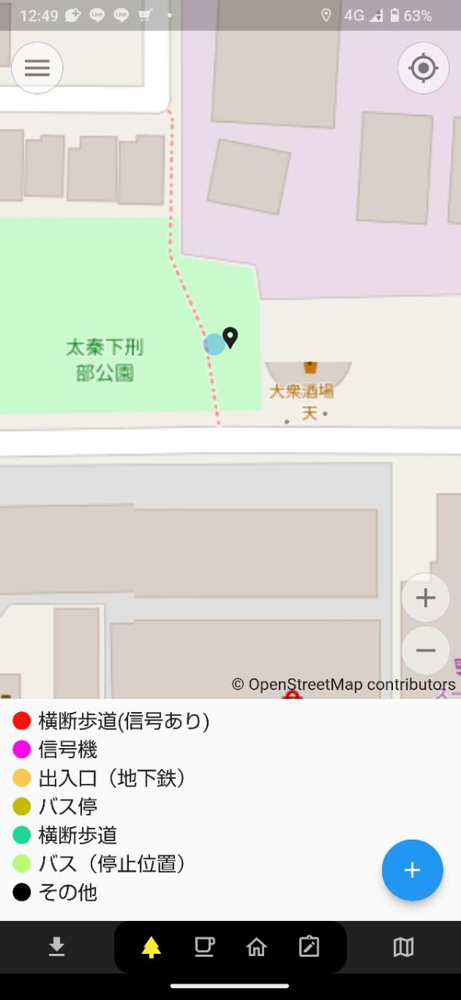 12:49
4G
63%
太秦下刑
部公園
大衆酒場
天
© OpenStreetMap contributors
横断歩道(信号あり)
信号機
出入口（地下鉄）
バス停
横断歩道
バス（停止位置）
その他